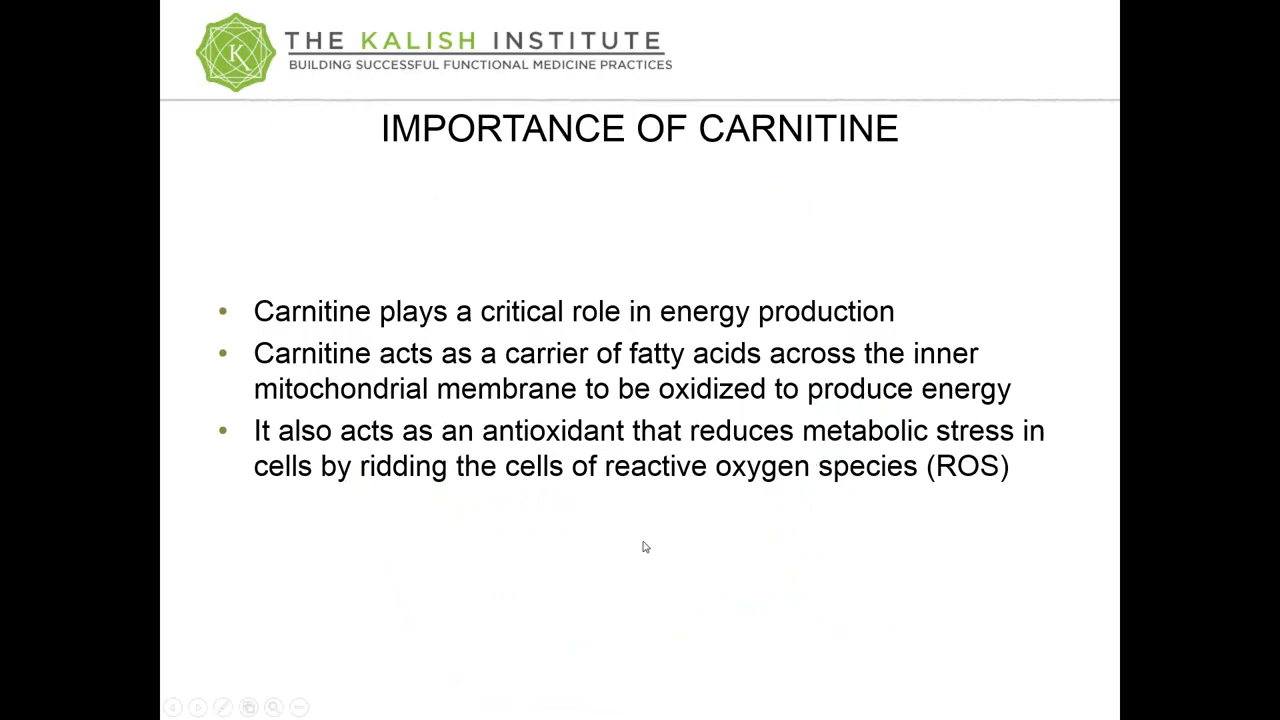 K
THE KALISH INSTITUTE
BUILDING SUCCESSFUL FUNCTIONAL MEDICINE PRACTICES
IMPORTANCE OF CARNITINE
• Carnitine plays a critical role in energy production
• Carnitine acts as a carrier of fatty acids across the inner
mitochondrial membrane to be oxidized to produce energy
• It also acts as an antioxidant that reduces metabolic stress in
cells by ridding the cells of reactive oxygen species (ROS)